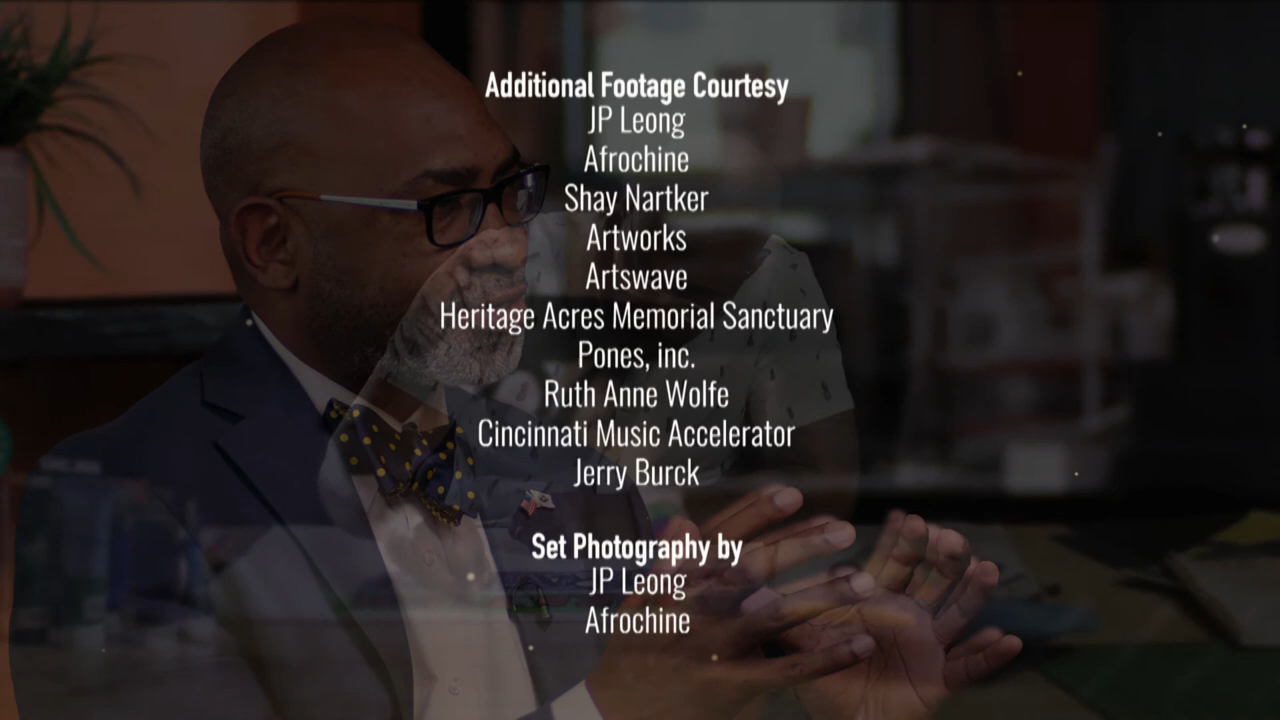 Additional Footage Courtesy
JP Leong
Afrochine
Shay Nartker
Artworks
Artswave
Heritage Acres Memorial Sanctuary
Pones, inc.
Ruth Anne Wolfe
Cincinnati Music Accelerator
Jerry Burck
Set Photography by
JP Leong
Afrochine